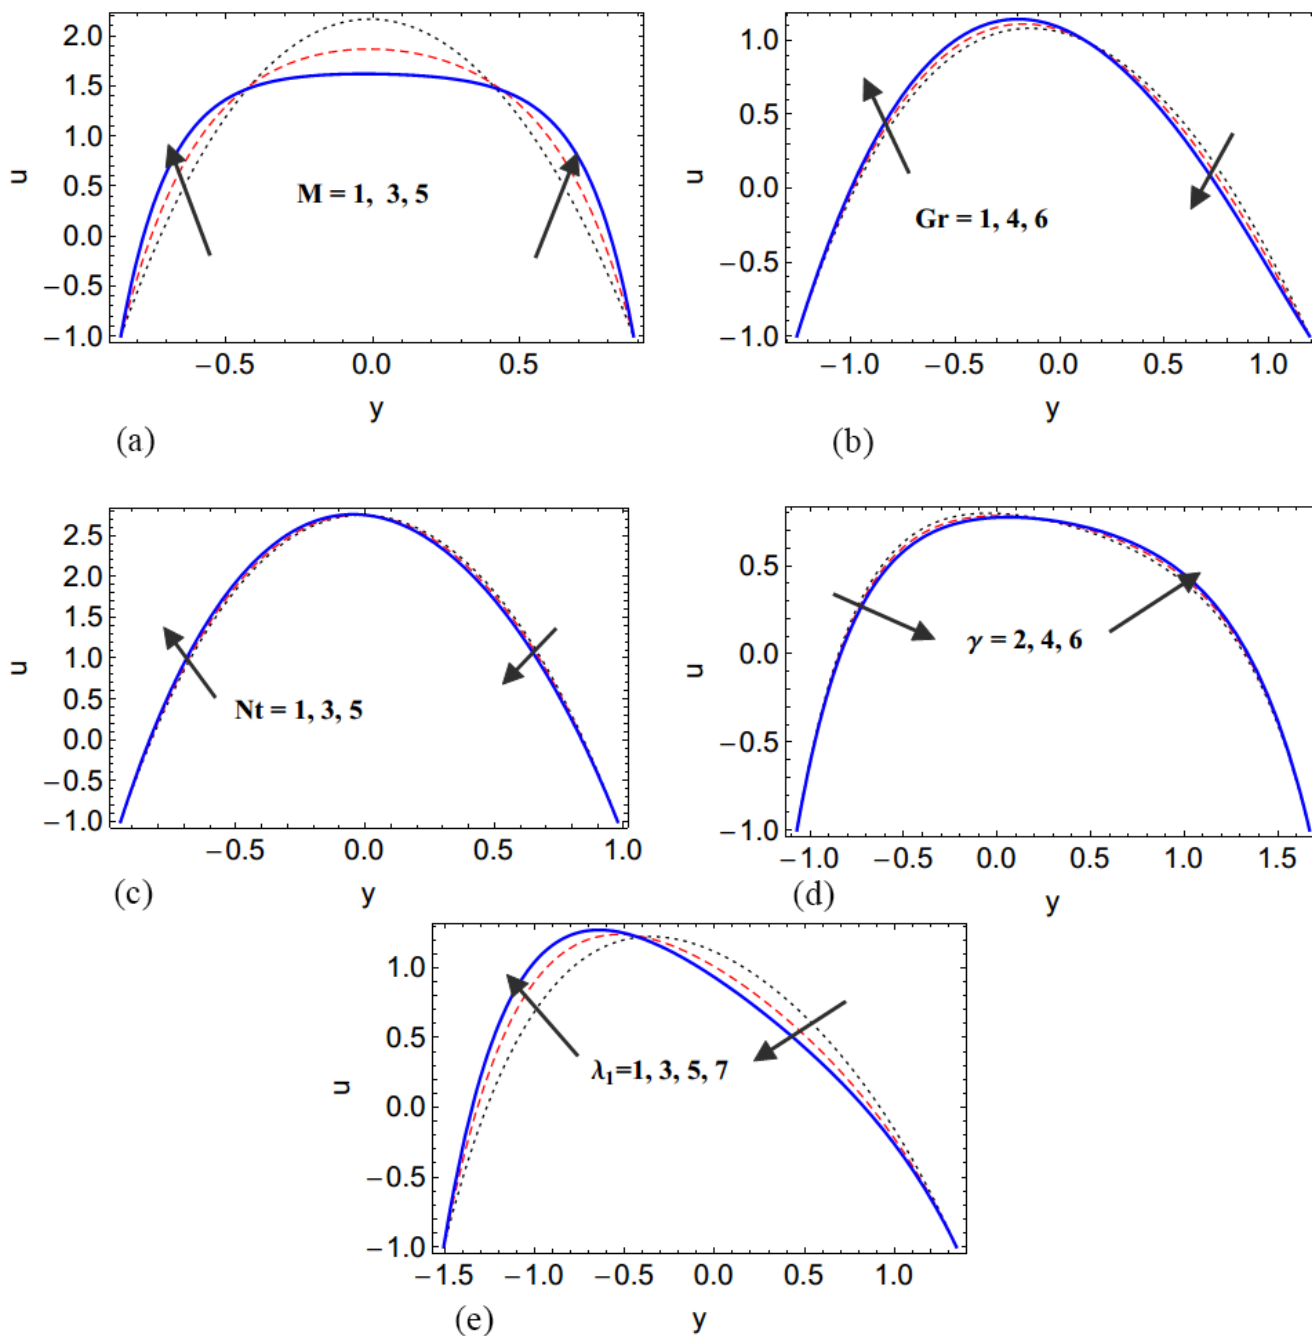 2.0
1.5
1.0
0.5
0.0
−0.5
−1.0
u
M = 1, 3, 5
−0.5 0.0 0.5
y
(a)
1.0
0.5
0.0
−0.5
−1.0
u
Gr = 1, 4, 6
−1.0 −0.5 0.0 0.5 1.0
y
(b)
2.5
2.0
1.5
1.0
0.5
0.0
−0.5
−1.0
u
Nt = 1, 3, 5
−0.5 0.0 0.5 1.0
y
(c)
0.5
0.0
−0.5
−1.0
u
γ = 2, 4, 6
−1.0 −0.5 0.0 0.5 1.0 1.5
y
(d)
1.0
0.5
0.0
−0.5
−1.0
u
λ₁=1, 3, 5, 7
−1.5 −1.0 −0.5 0.0 0.5 1.0
y
(e)